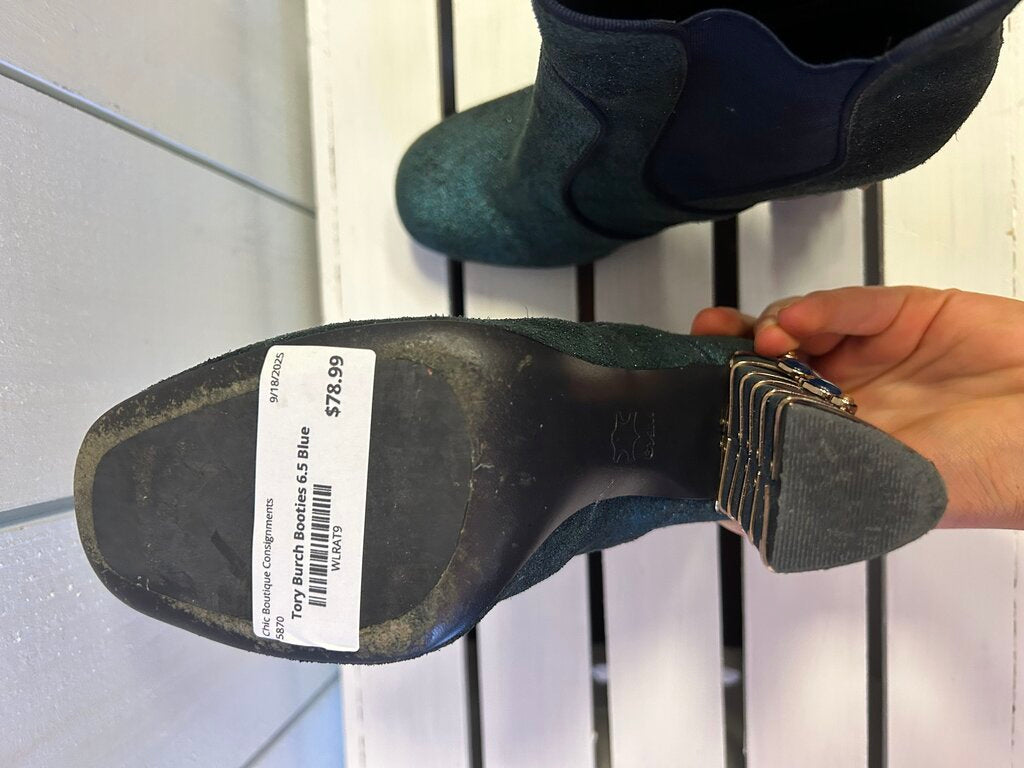 Chic Boutique Consignments 9/18/2025
5870
Tory Burch Booties 6.5 Blue $78.99
WLRAT9